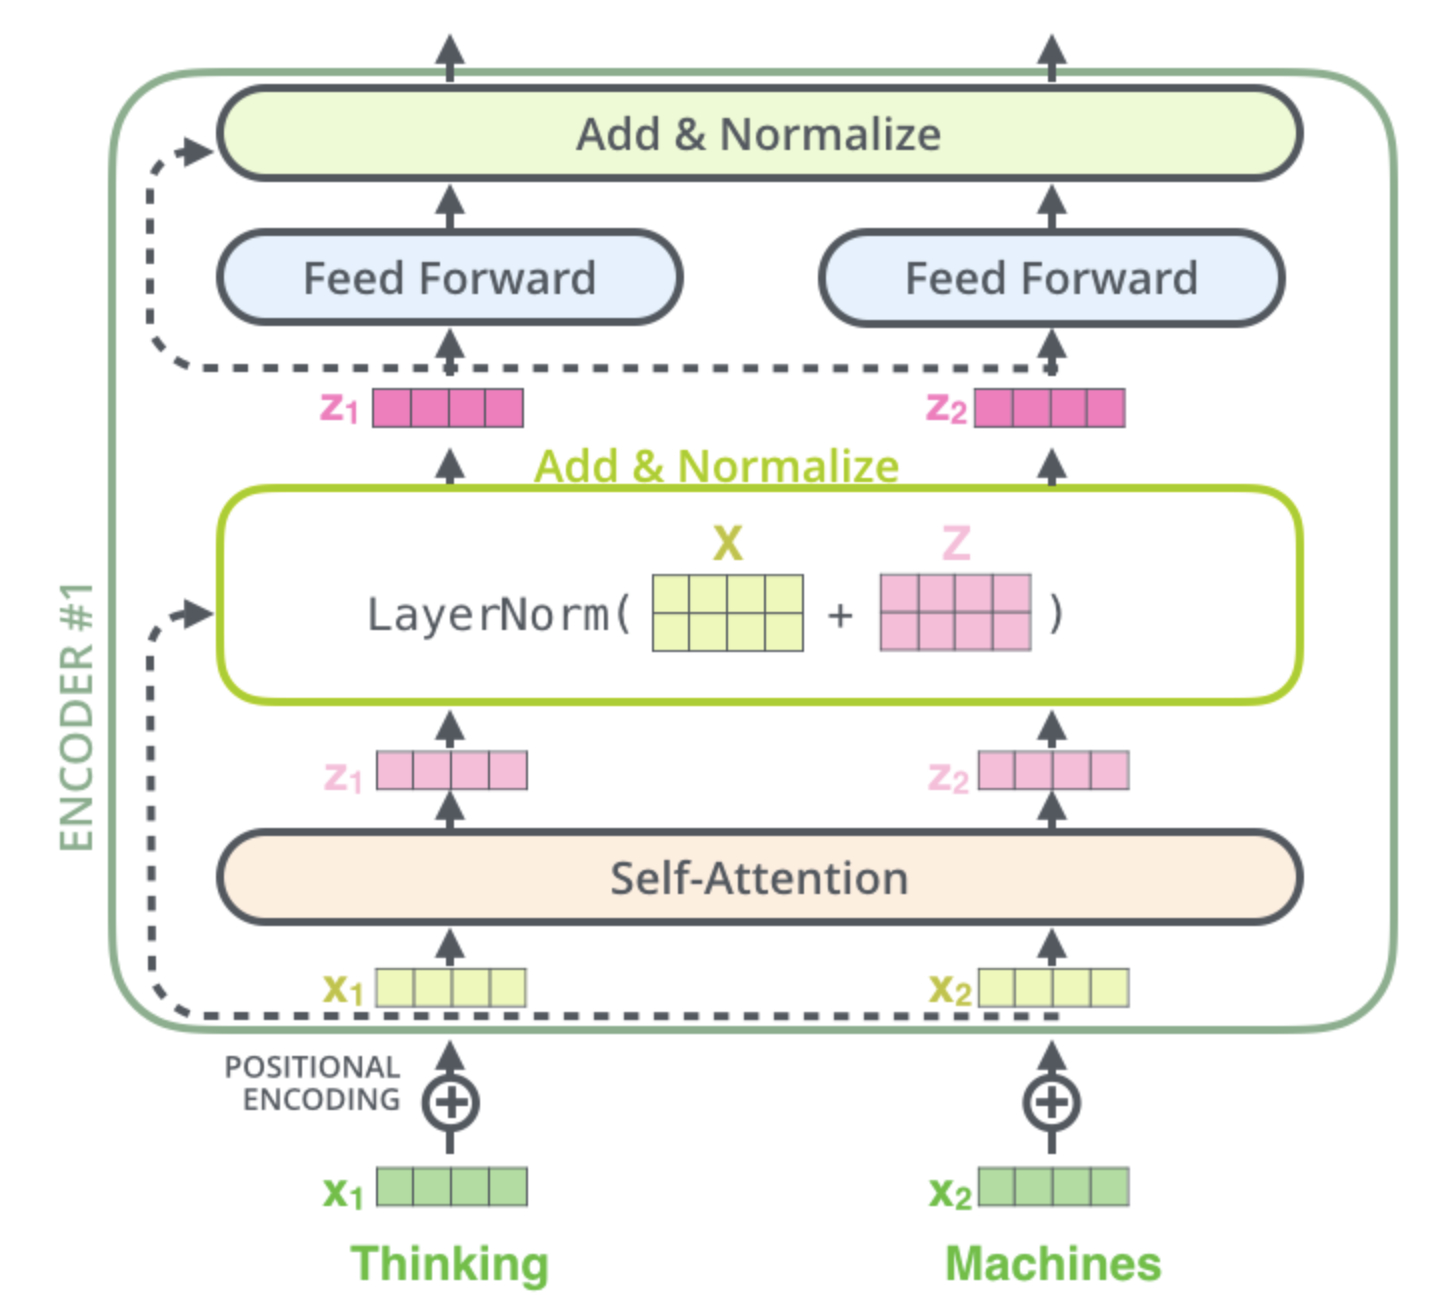 Add & Normalize
Feed Forward
Feed Forward
z1
z2
Add & Normalize
X
Z
LayerNorm( + )
ENCODER #1
z1
z2
Self-Attention
x1
x2
POSITIONAL
ENCODING
x1
x2
Thinking
Machines